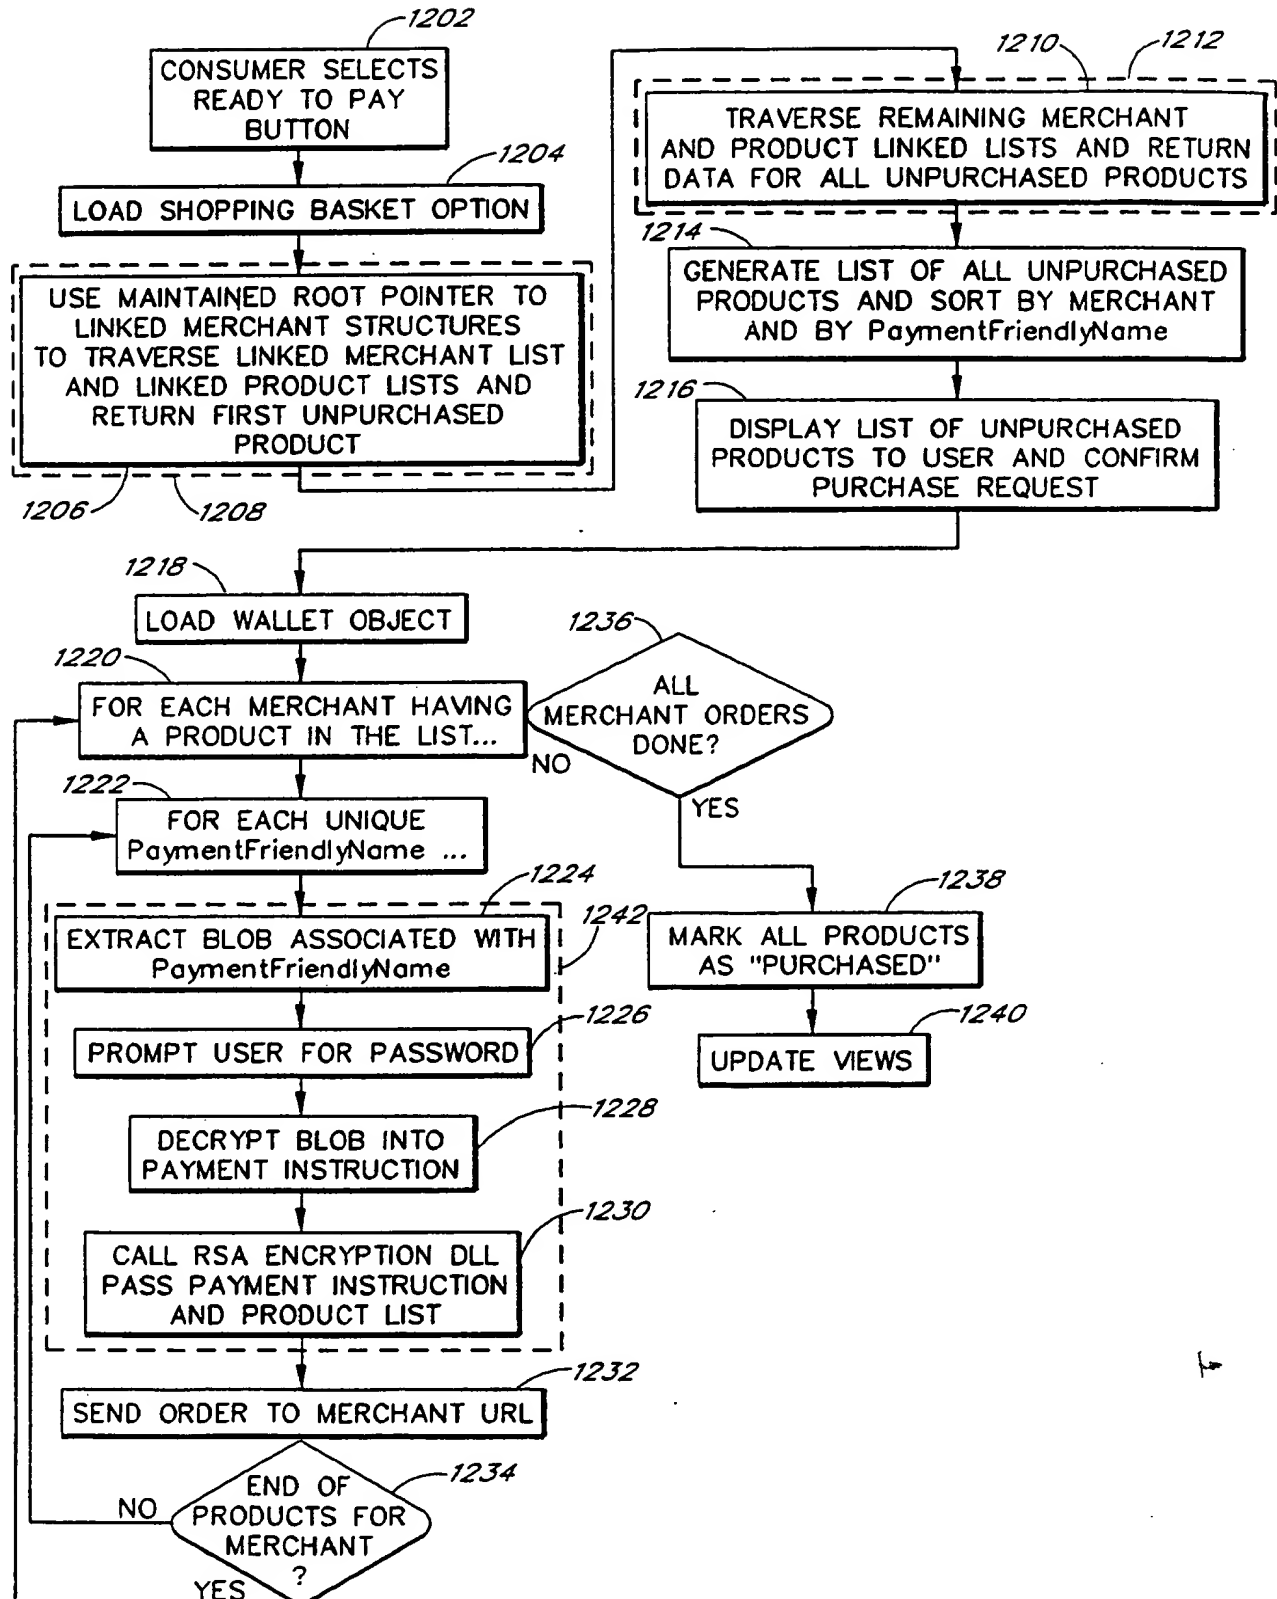 1202
CONSUMER SELECTS
READY TO PAY
BUTTON
1204
LOAD SHOPPING BASKET OPTION
USE MAINTAINED ROOT POINTER TO
LINKED MERCHANT STRUCTURES
TO TRAVERSE LINKED MERCHANT LIST
AND LINKED PRODUCT LISTS AND
RETURN FIRST UNPURCHASED
PRODUCT
1206
1208
1210
1212
TRAVERSE REMAINING MERCHANT
AND PRODUCT LINKED LISTS AND RETURN
DATA FOR ALL UNPURCHASED PRODUCTS
1214
GENERATE LIST OF ALL UNPURCHASED
PRODUCTS AND SORT BY MERCHANT
AND BY PaymentFriendlyName
1216
DISPLAY LIST OF UNPURCHASED
PRODUCTS TO USER AND CONFIRM
PURCHASE REQUEST
1218
LOAD WALLET OBJECT
1220
FOR EACH MERCHANT HAVING
A PRODUCT IN THE LIST...
1236
ALL
MERCHANT ORDERS
DONE?
NO
YES
1222
FOR EACH UNIQUE
PaymentFriendlyName ...
1224
1242
EXTRACT BLOB ASSOCIATED WITH
PaymentFriendlyName
1238
MARK ALL PRODUCTS
AS "PURCHASED"
1226
PROMPT USER FOR PASSWORD
1240
UPDATE VIEWS
1228
DECRYPT BLOB INTO
PAYMENT INSTRUCTION
1230
CALL RSA ENCRYPTION DLL
PASS PAYMENT INSTRUCTION
AND PRODUCT LIST
1232
SEND ORDER TO MERCHANT URL
1234
END OF
PRODUCTS FOR
MERCHANT
?
NO
YES